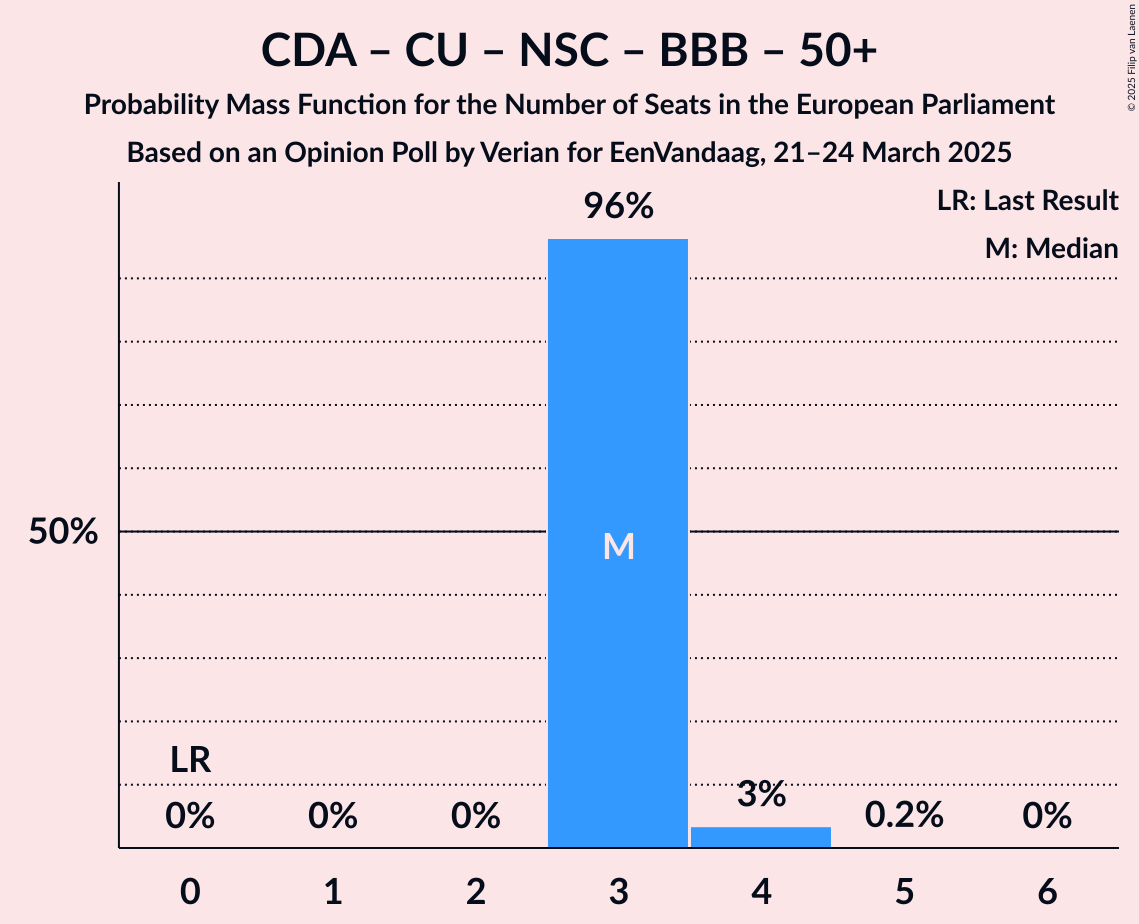 CDA – CU – NSC – BBB – 50+
Probability Mass Function for the Number of Seats in the European Parliament
Based on an Opinion Poll by Verian for EenVandaag, 21–24 March 2025
© 2025 Filip van Laenen
LR: Last Result
M: Median
96%
50%
M
LR
0%
0%
0%
3%
0.2%
0%
0
1
2
3
4
5
6